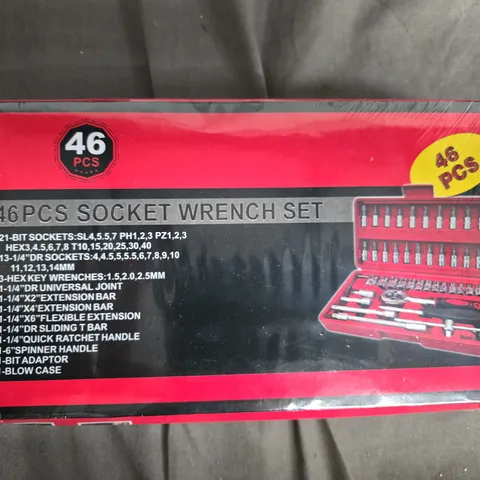 46
PCS
46
PCS
46PCS SOCKET WRENCH SET
21-BIT SOCKETS:SL4,5.5,7 PH1,2,3 PZ1,2,3
HEX3,4.5,6,7,8 T10,15,20,25,30,40
13-1/4"DR SOCKETS:4,4.5,5,5.5,6,7,8,9,10
11,12,13,14MM
3-HEX KEY WRENCHES:1.5,2.0,2.5MM
1-1/4"DR UNIVERSAL JOINT
1-1/4"X2"EXTENSION BAR
1-1/4"X4'EXTENSION BAR
1-1/4"X6"FLEXIBLE EXTENSION
1-1/4"DR SLIDING T BAR
1-1/4"QUICK RATCHET HANDLE
1-6"SPINNER HANDLE
1-BIT ADAPTOR
1-BLOW CASE